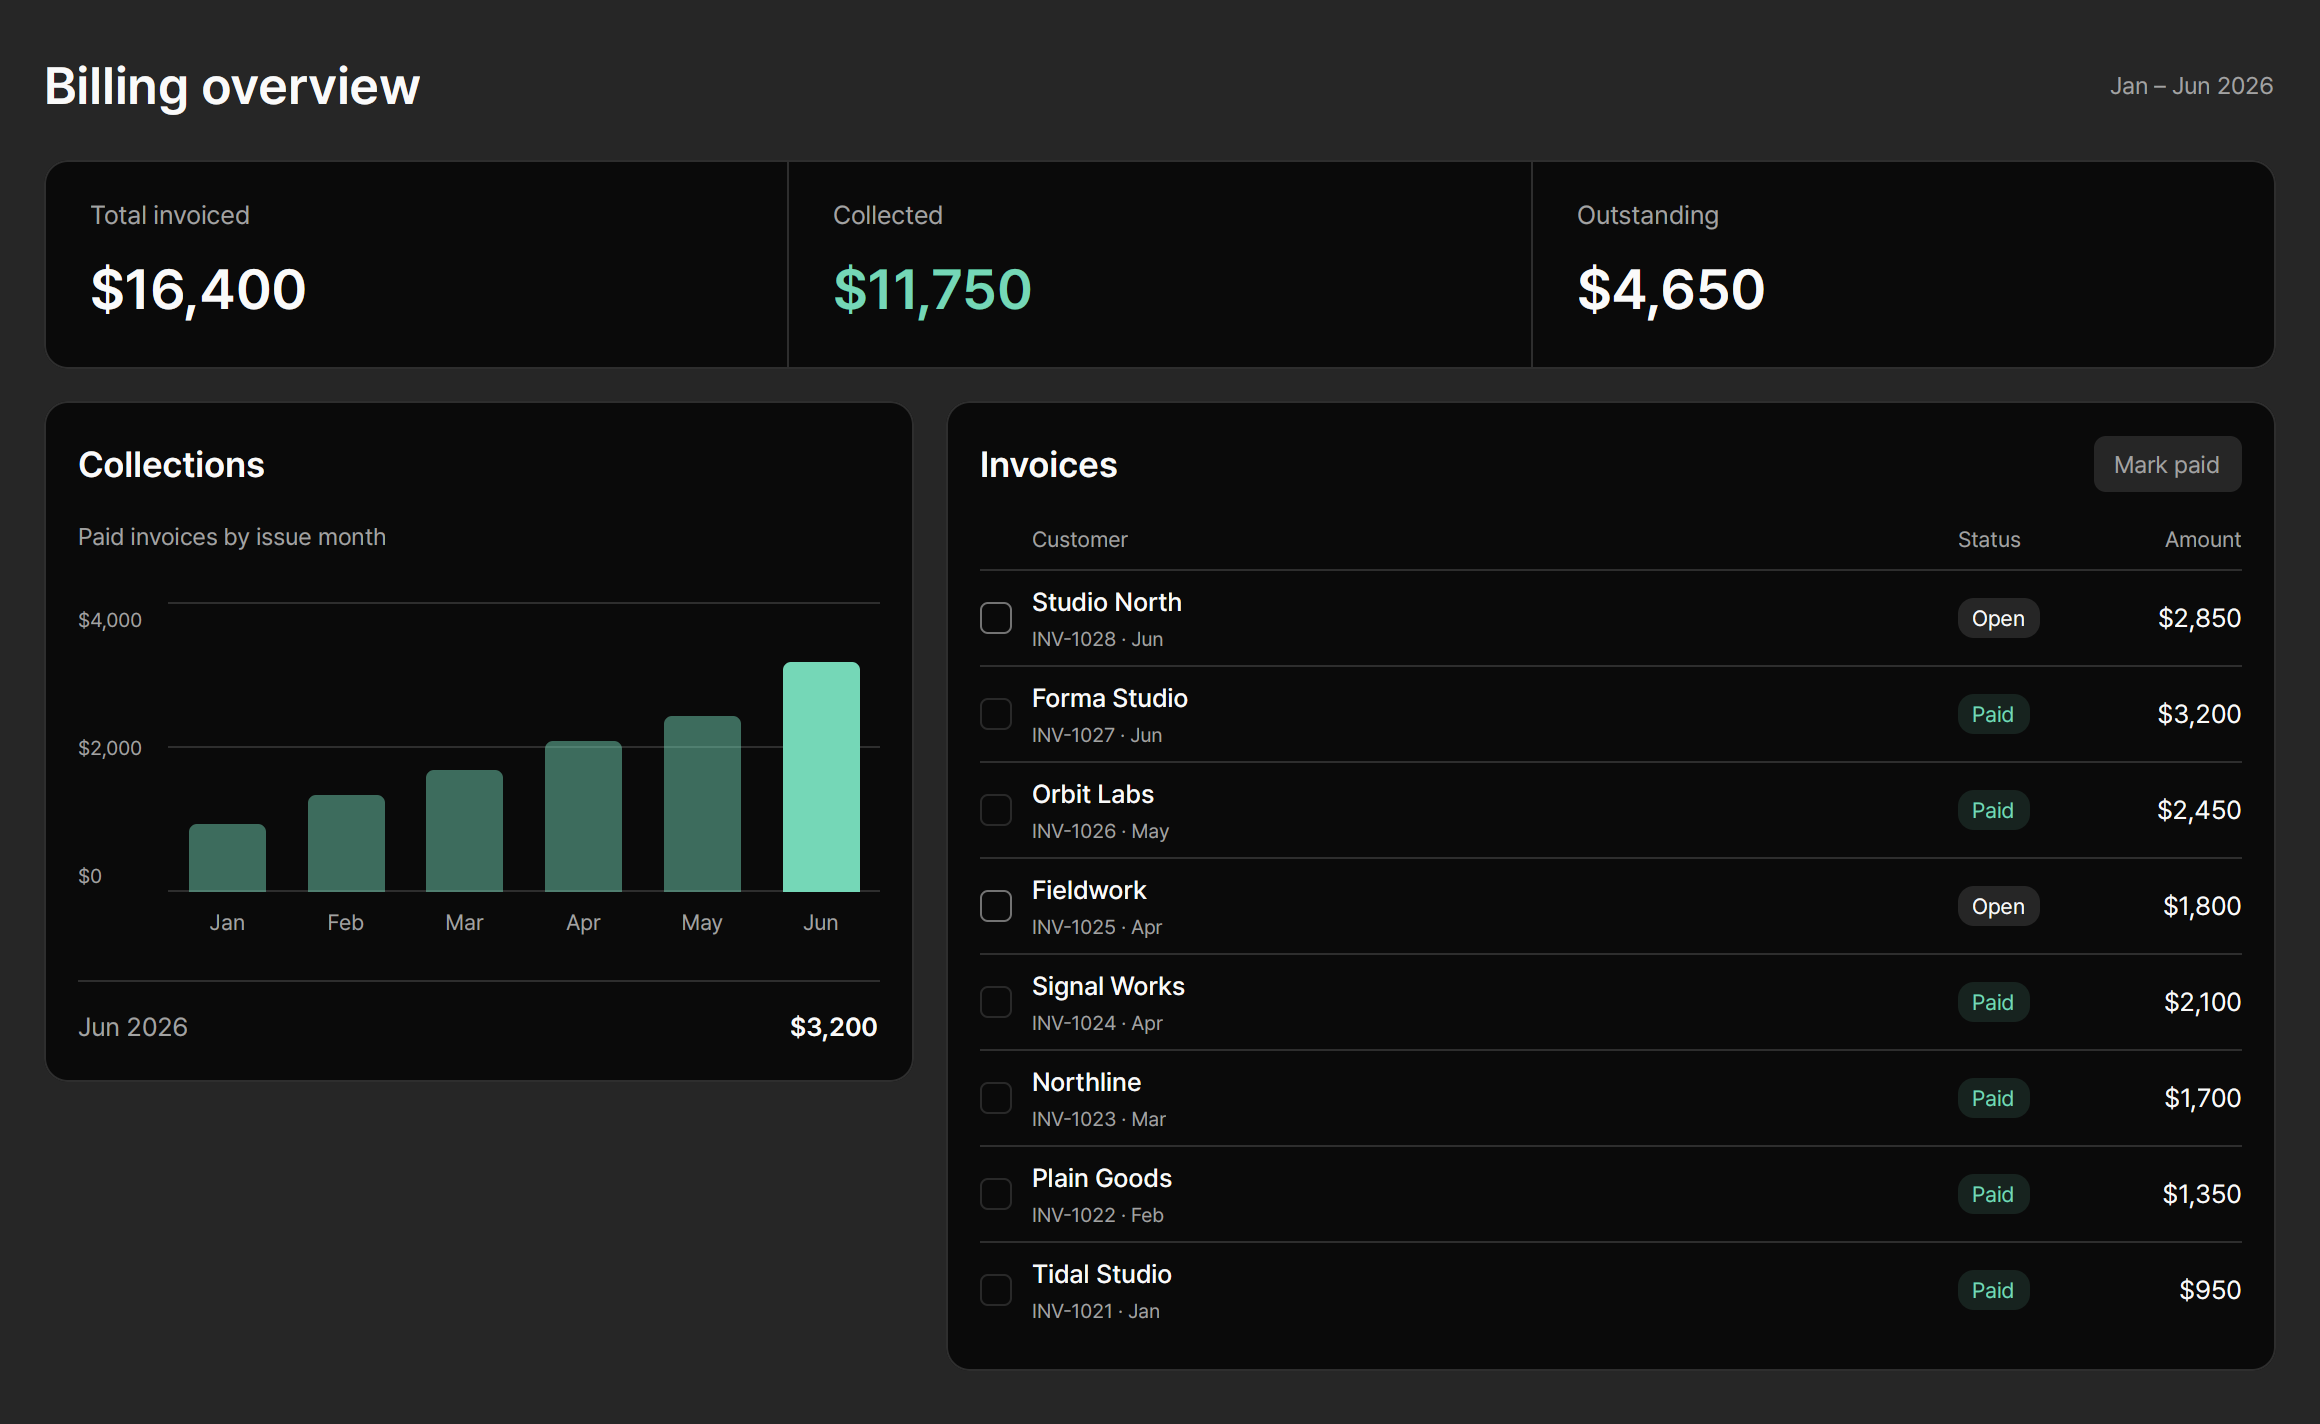 Billing overview
Jan – Jun 2026
Total invoiced
$16,400
Collected
$11,750
Outstanding
$4,650
Collections
Paid invoices by issue month
$4,000
$2,000
$0
Jan Feb Mar Apr May Jun
Jun 2026 $3,200
Invoices
Mark paid
Customer Status Amount
Studio North
INV-1028 · Jun
Open $2,850
Forma Studio
INV-1027 · Jun
Paid $3,200
Orbit Labs
INV-1026 · May
Paid $2,450
Fieldwork
INV-1025 · Apr
Open $1,800
Signal Works
INV-1024 · Apr
Paid $2,100
Northline
INV-1023 · Mar
Paid $1,700
Plain Goods
INV-1022 · Feb
Paid $1,350
Tidal Studio
INV-1021 · Jan
Paid $950